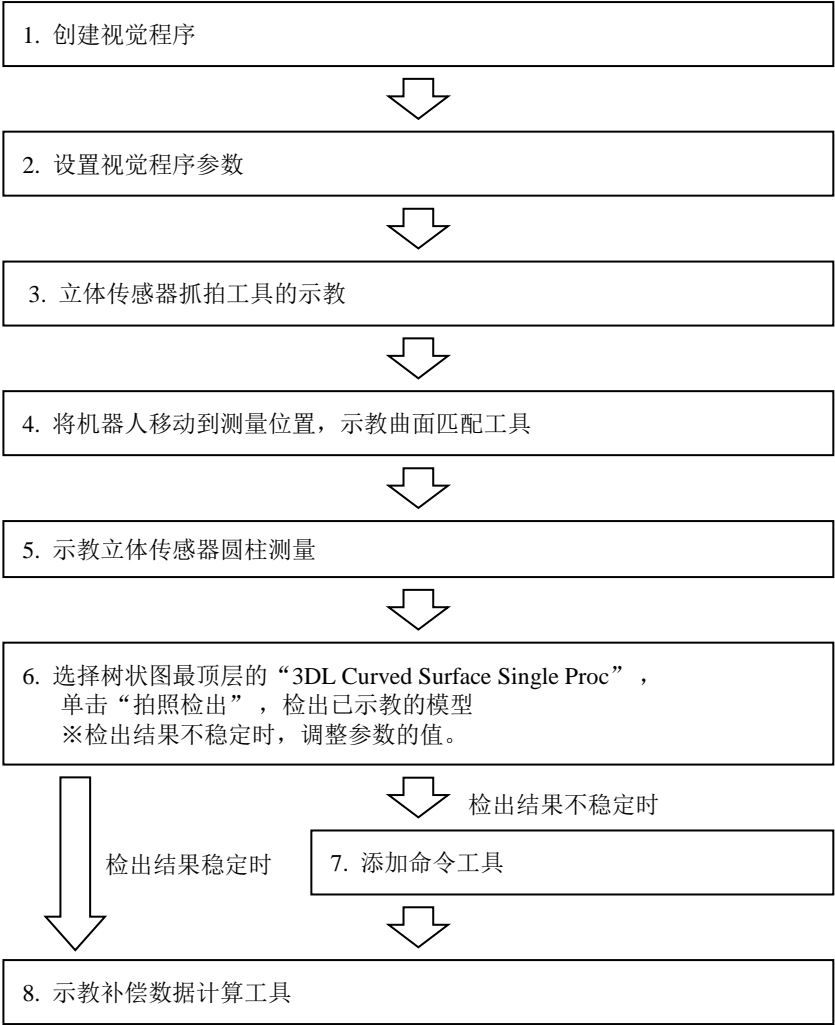 1. 创建视觉程序
2. 设置视觉程序参数
3. 立体传感器抓拍工具的示教
4. 将机器人移动到测量位置，示教曲面匹配工具
5. 示教立体传感器圆柱测量
6. 选择树状图最顶层的“3DL Curved Surface Single Proc”，
单击“拍照检出”，检出已示教的模型
※检出结果不稳定时，调整参数的值。
检出结果不稳定时
检出结果稳定时
7. 添加命令工具
8. 示教补偿数据计算工具